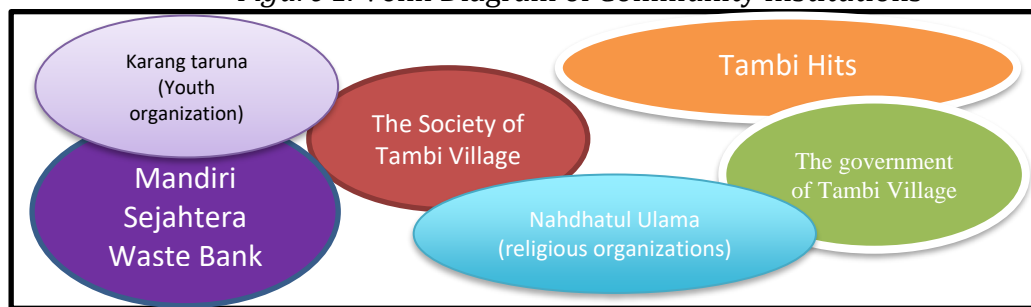 Karang taruna
(Youth
organization)
Mandiri
Sejahtera
Waste Bank
The Society of
Tambi Village
Tambi Hits
The government
of Tambi Village
Nahdhatul Ulama
(religious organizations)